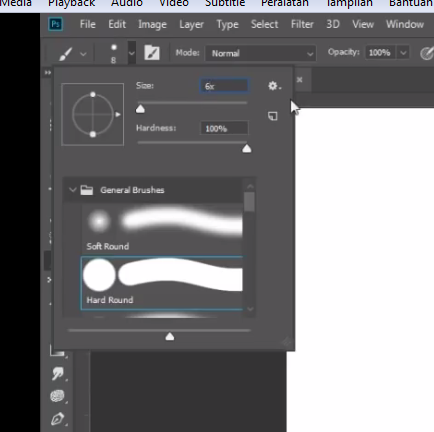 Media Playback Audio Video Subtitle Peralatan Tampilan Bantuan
Ps File Edit Image Layer Type Select Filter 3D View Window
8 Mode: Normal Opacity: 100%
Size: 6x
Hardness: 100%
General Brushes
Soft Round
Hard Round